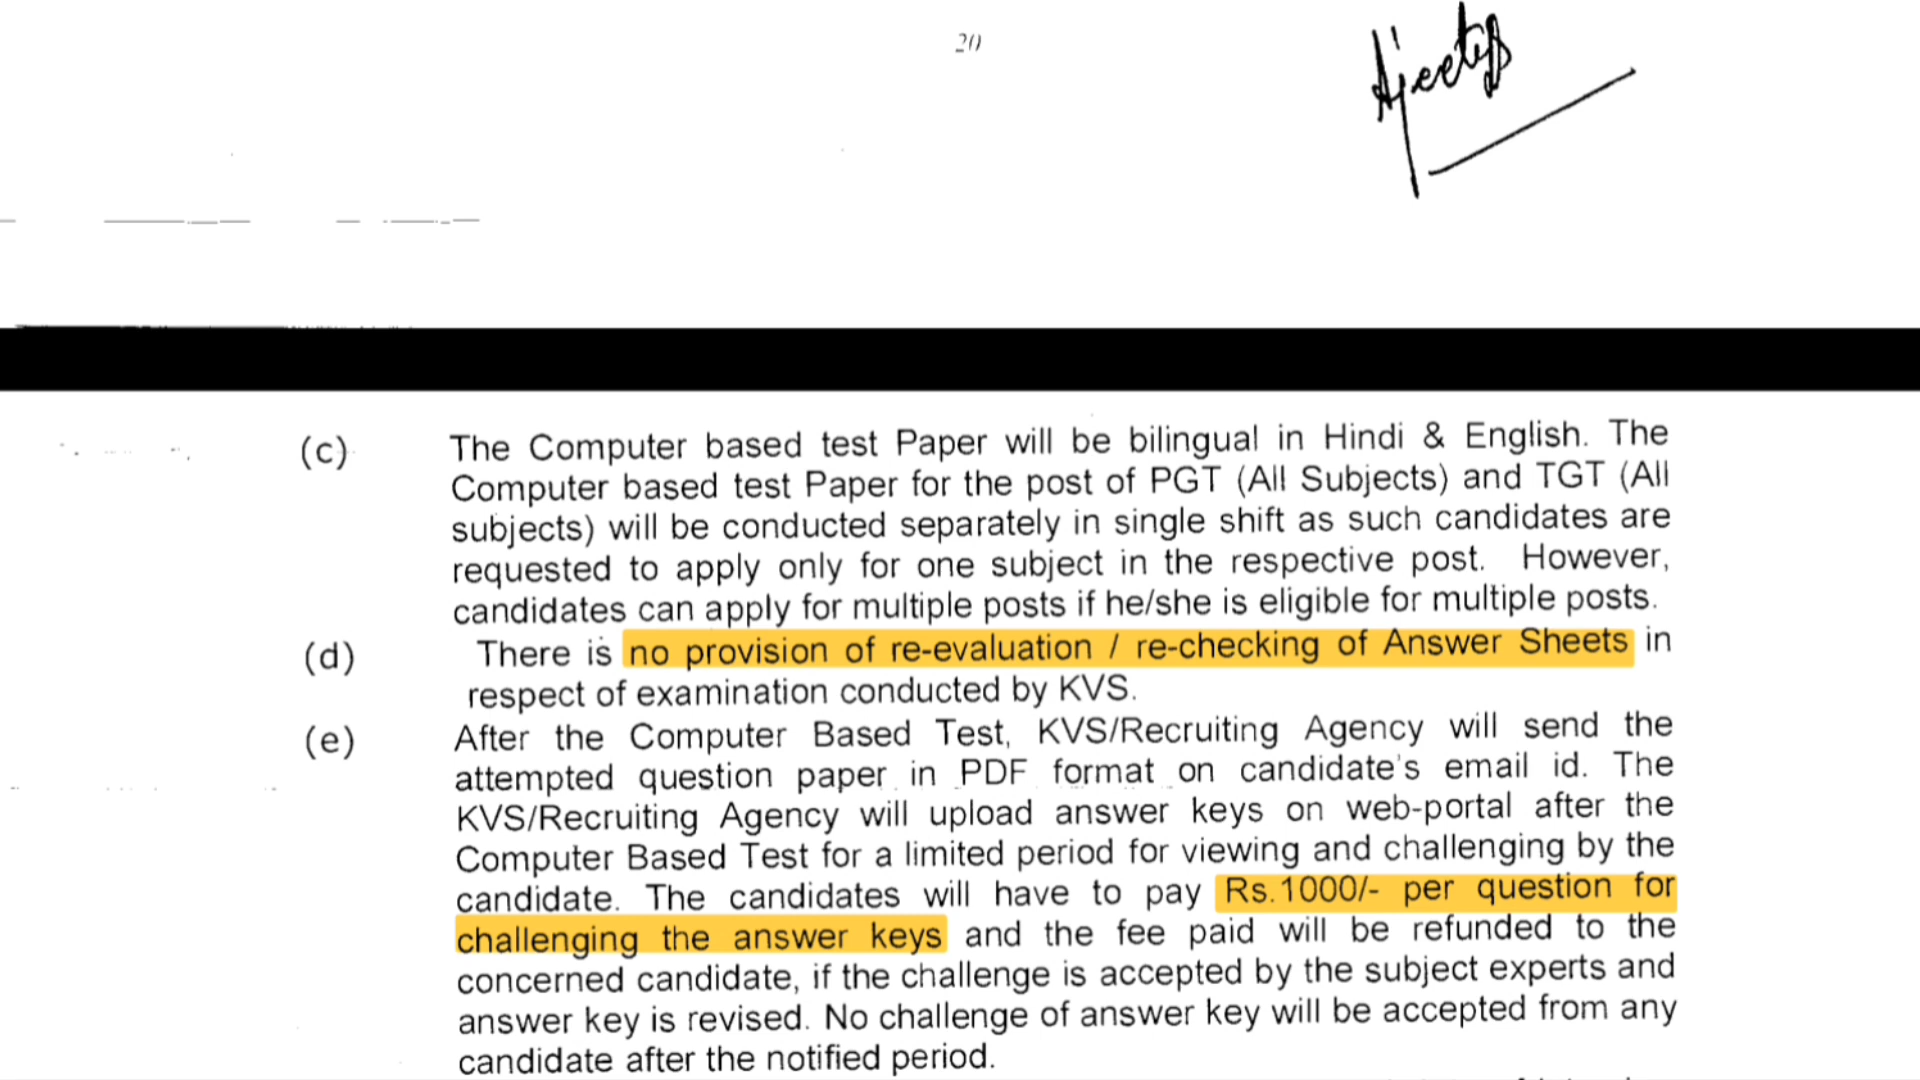 20
(c) The Computer based test Paper will be bilingual in Hindi & English. The
Computer based test Paper for the post of PGT (All Subjects) and TGT (All
subjects) will be conducted separately in single shift as such candidates are
requested to apply only for one subject in the respective post. However,
candidates can apply for multiple posts if he/she is eligible for multiple posts.
(d) There is no provision of re-evaluation / re-checking of Answer Sheets in
respect of examination conducted by KVS.
(e) After the Computer Based Test, KVS/Recruiting Agency will send the
attempted question paper in PDF format on candidate's email id. The
KVS/Recruiting Agency will upload answer keys on web-portal after the
Computer Based Test for a limited period for viewing and challenging by the
candidate. The candidates will have to pay Rs.1000/- per question for
challenging the answer keys and the fee paid will be refunded to the
concerned candidate, if the challenge is accepted by the subject experts and
answer key is revised. No challenge of answer key will be accepted from any
candidate after the notified period.